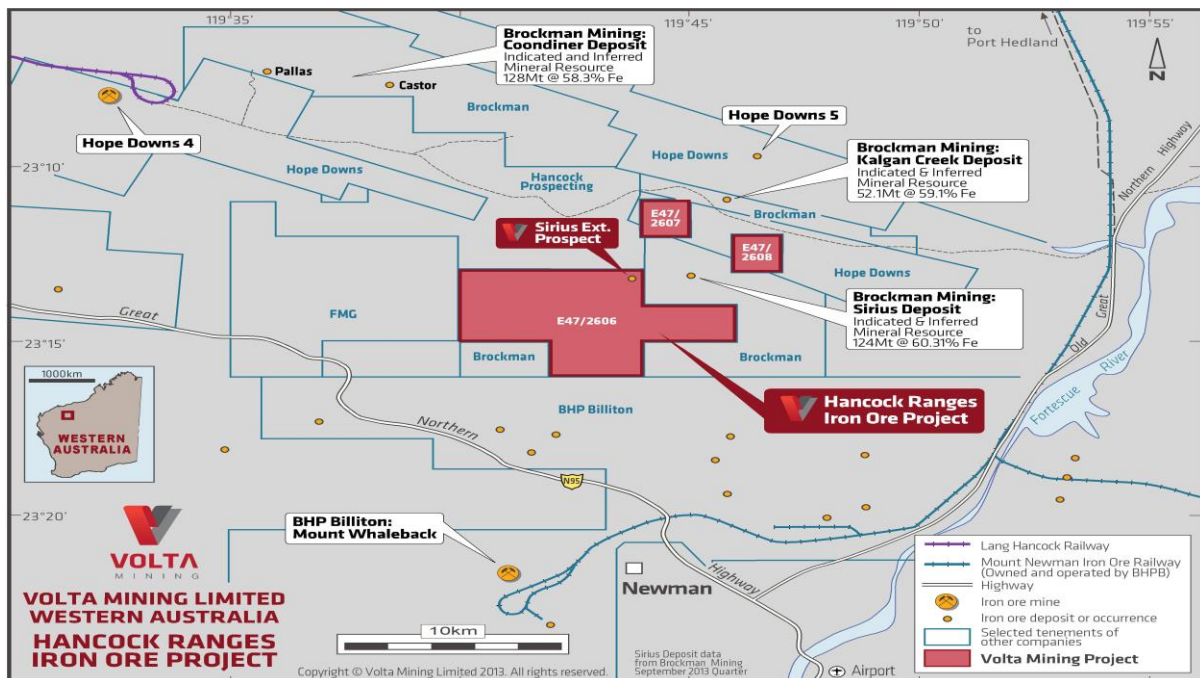 119°35'
119°45'
119°50'
119°55'
to
Port Hedland
N
Brockman Mining:
Coondiner Deposit
Indicated and Inferred
Mineral Resource
128Mt @ 58.3% Fe
Pallas
Castor
Brockman
Hope Downs 4
Hope Downs 5
Northern
Highway
23°10'
Hope Downs
Hope Downs
Brockman Mining:
Kalgan Creek Deposit
Indicated & Inferred
Mineral Resource
52.1Mt @ 59.1% Fe
Hancock
Prospecting
E47/
2607
Brockman
Sirius Ext.
Prospect
E47/
2608
Hope Downs
Great
Great
FMG
E47/2606
Brockman Mining:
Sirius Deposit
Indicated & Inferred
Mineral Resource
124Mt @ 60.31% Fe
Old
23°15'
Brockman
Brockman
1000km
WESTERN
AUSTRALIA
BHP Billiton
Hancock Ranges
Iron Ore Project
Fortescue River
Northern
N95
23°20'
BHP Billiton:
Mount Whaleback
Newman
Highway
VOLTA
MINING
VOLTA MINING LIMITED
WESTERN AUSTRALIA
HANCOCK RANGES
IRON ORE PROJECT
10km
Copyright © Volta Mining Limited 2013. All rights reserved.
Sirius Deposit data
from Brockman Mining
September 2013 Quarter
Airport
Lang Hancock Railway
Mount Newman Iron Ore Railway
(Owned and operated by BHPB)
Highway
Iron ore mine
Iron ore deposit or occurrence
Selected tenements of
other companies
Volta Mining Project